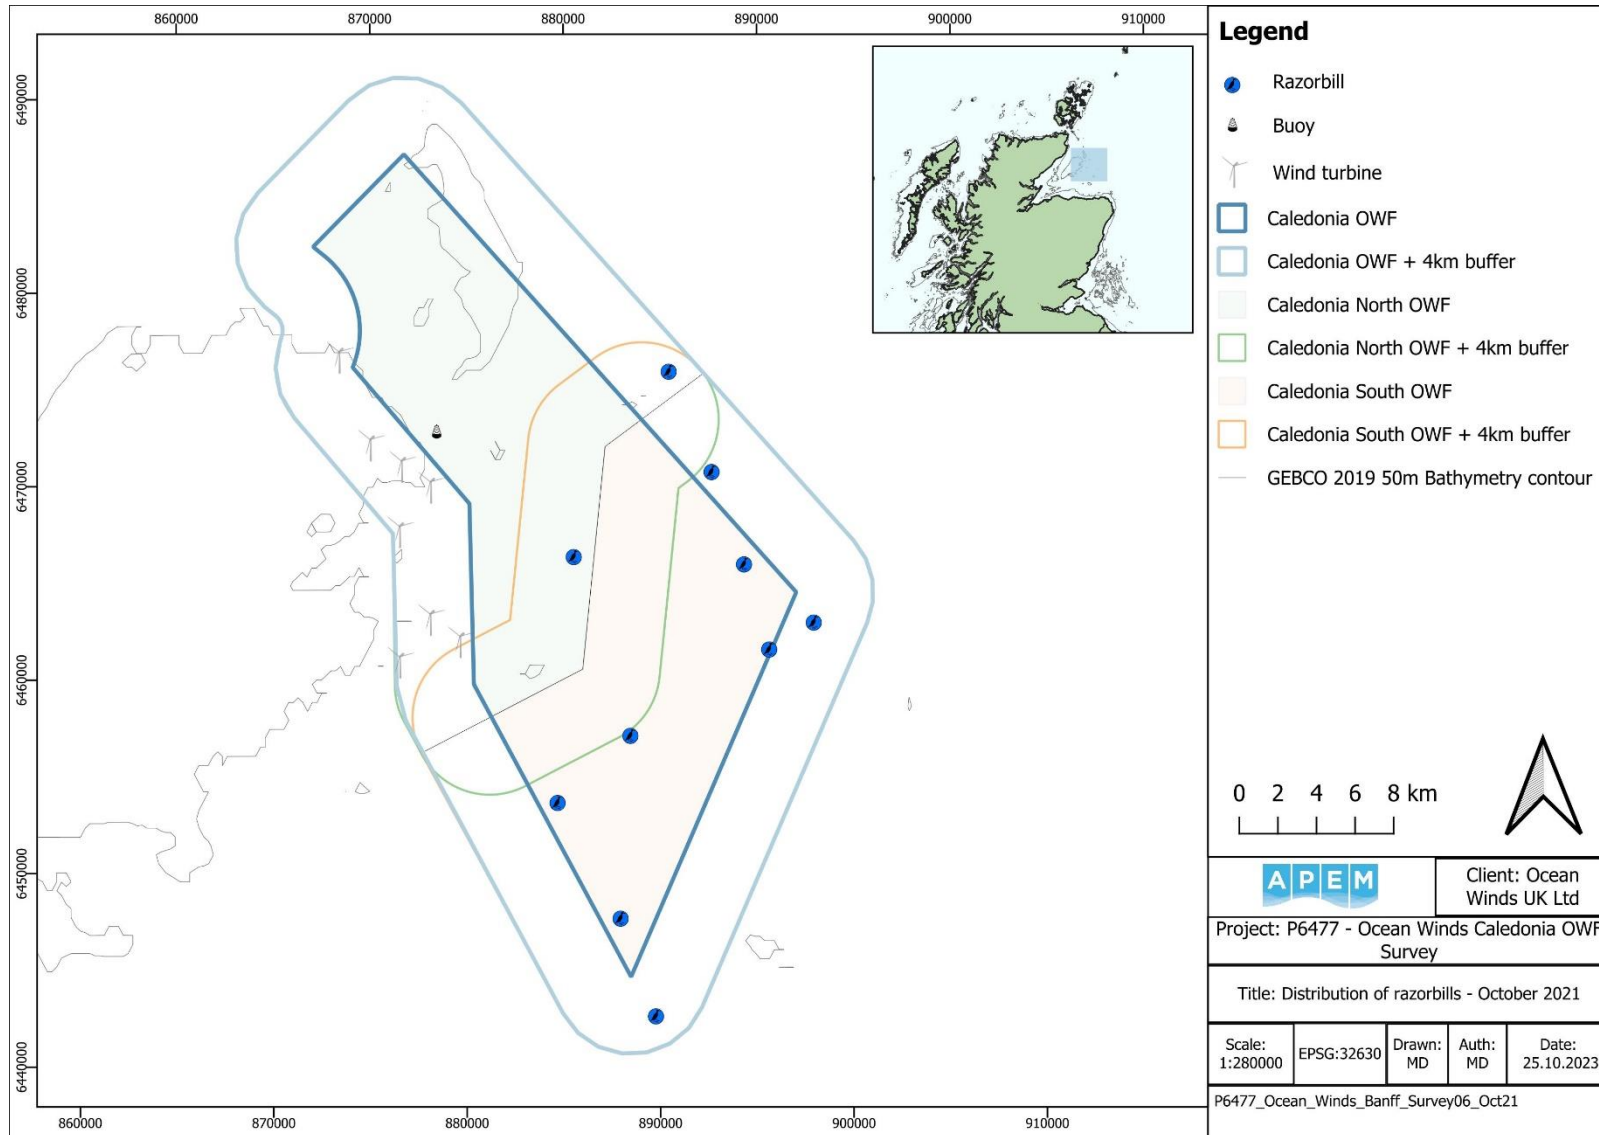 860000 870000 880000 890000 900000 910000
6490000
6480000
6470000
6460000
6450000
6440000
860000 870000 880000 890000 900000 910000
Legend
Razorbill
Buoy
Wind turbine
Caledonia OWF
Caledonia OWF + 4km buffer
Caledonia North OWF
Caledonia North OWF + 4km buffer
Caledonia South OWF
Caledonia South OWF + 4km buffer
GEBCO 2019 50m Bathymetry contour
0 2 4 6 8 km
APEM
Client: Ocean
Winds UK Ltd
Project: P6477 - Ocean Winds Caledonia OWF
Survey
Title: Distribution of razorbills - October 2021
Scale:
1:280000
EPSG:32630
Drawn:
MD
Auth:
MD
Date:
25.10.2023
P6477_Ocean_Winds_Banff_Survey06_Oct21